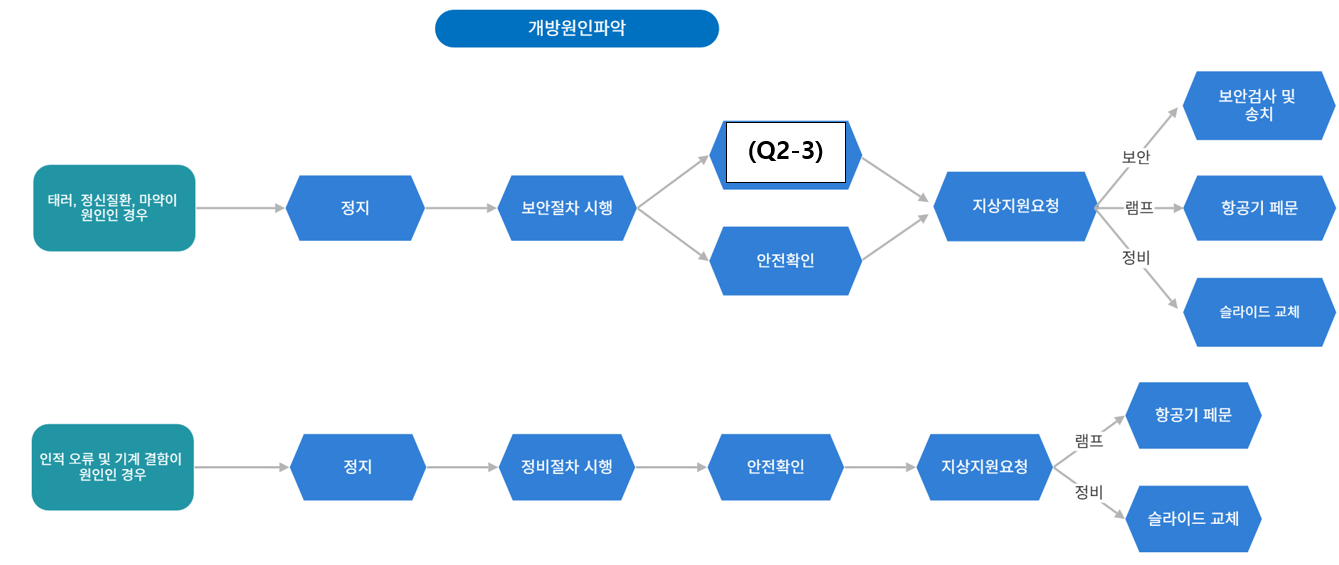 개방원인파악
태러, 정신질환, 마약이
원인인 경우
정지
보안절차 시행
(Q2-3)
안전확인
지상지원요청
보안
램프
정비
보안검사 및
송치
항공기 페문
슬라이드 교체
인적 오류 및 기계 결함이
원인인 경우
정지
정비절차 시행
안전확인
지상지원요청
램프
정비
항공기 페문
슬라이드 교체